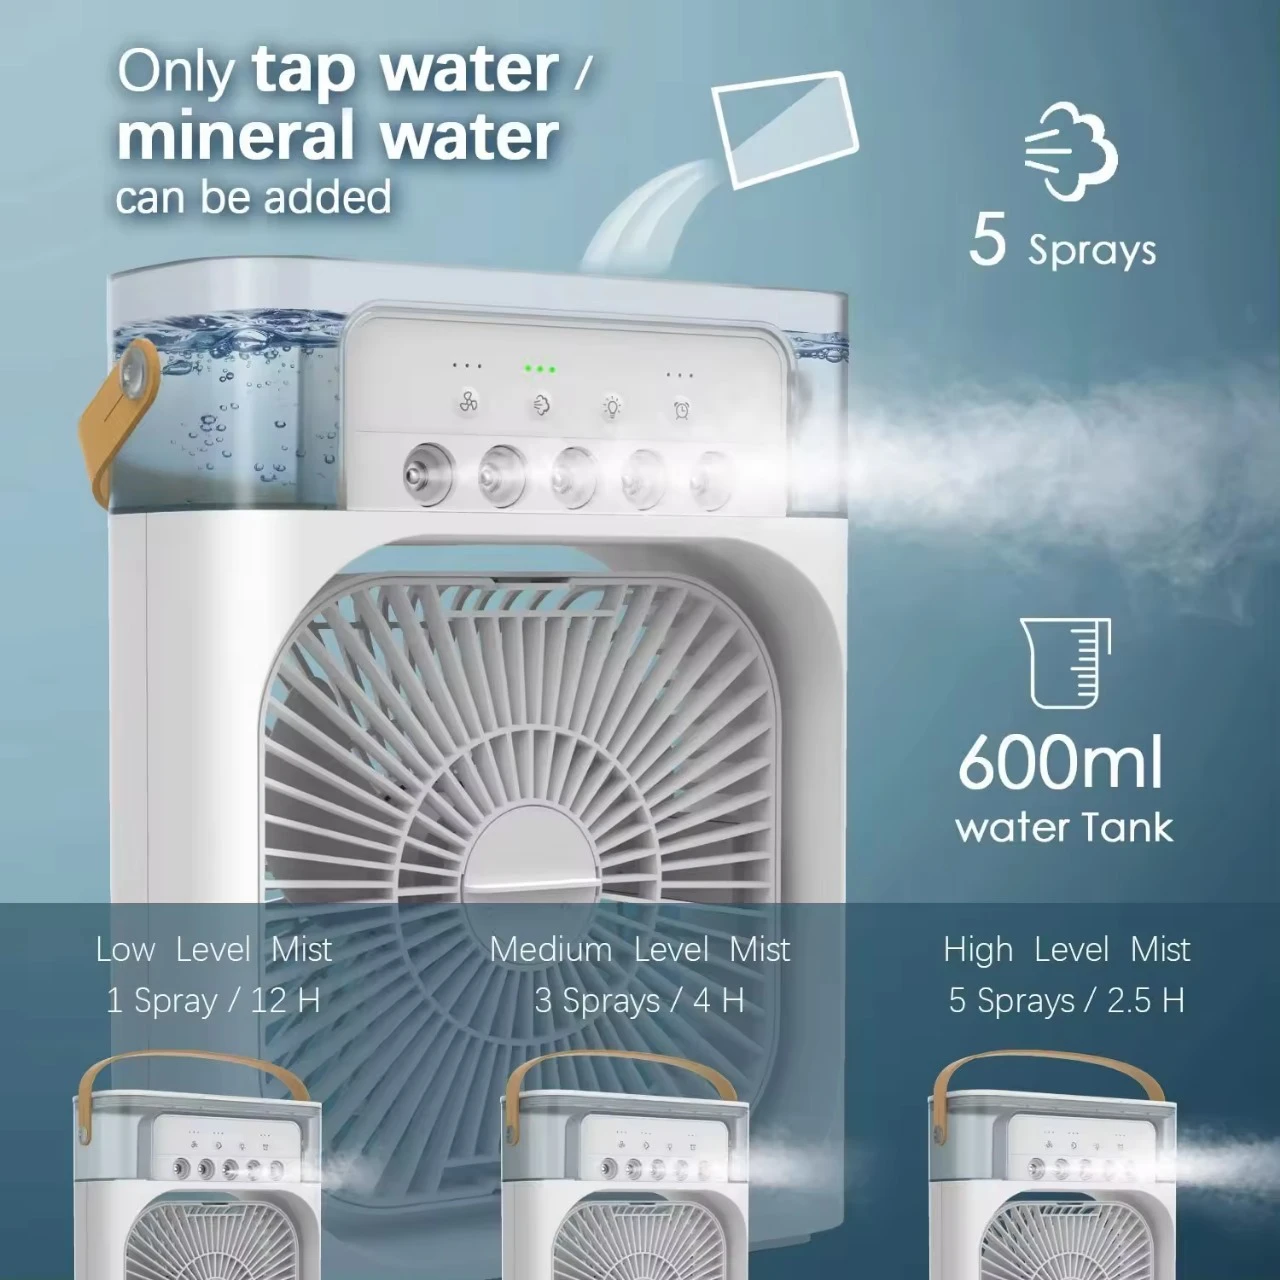 Only tap water /
mineral water
can be added
5 Sprays
600ml
water Tank
Low Level Mist
1 Spray / 12 H
Medium Level Mist
3 Sprays / 4 H
High Level Mist
5 Sprays / 2.5 H